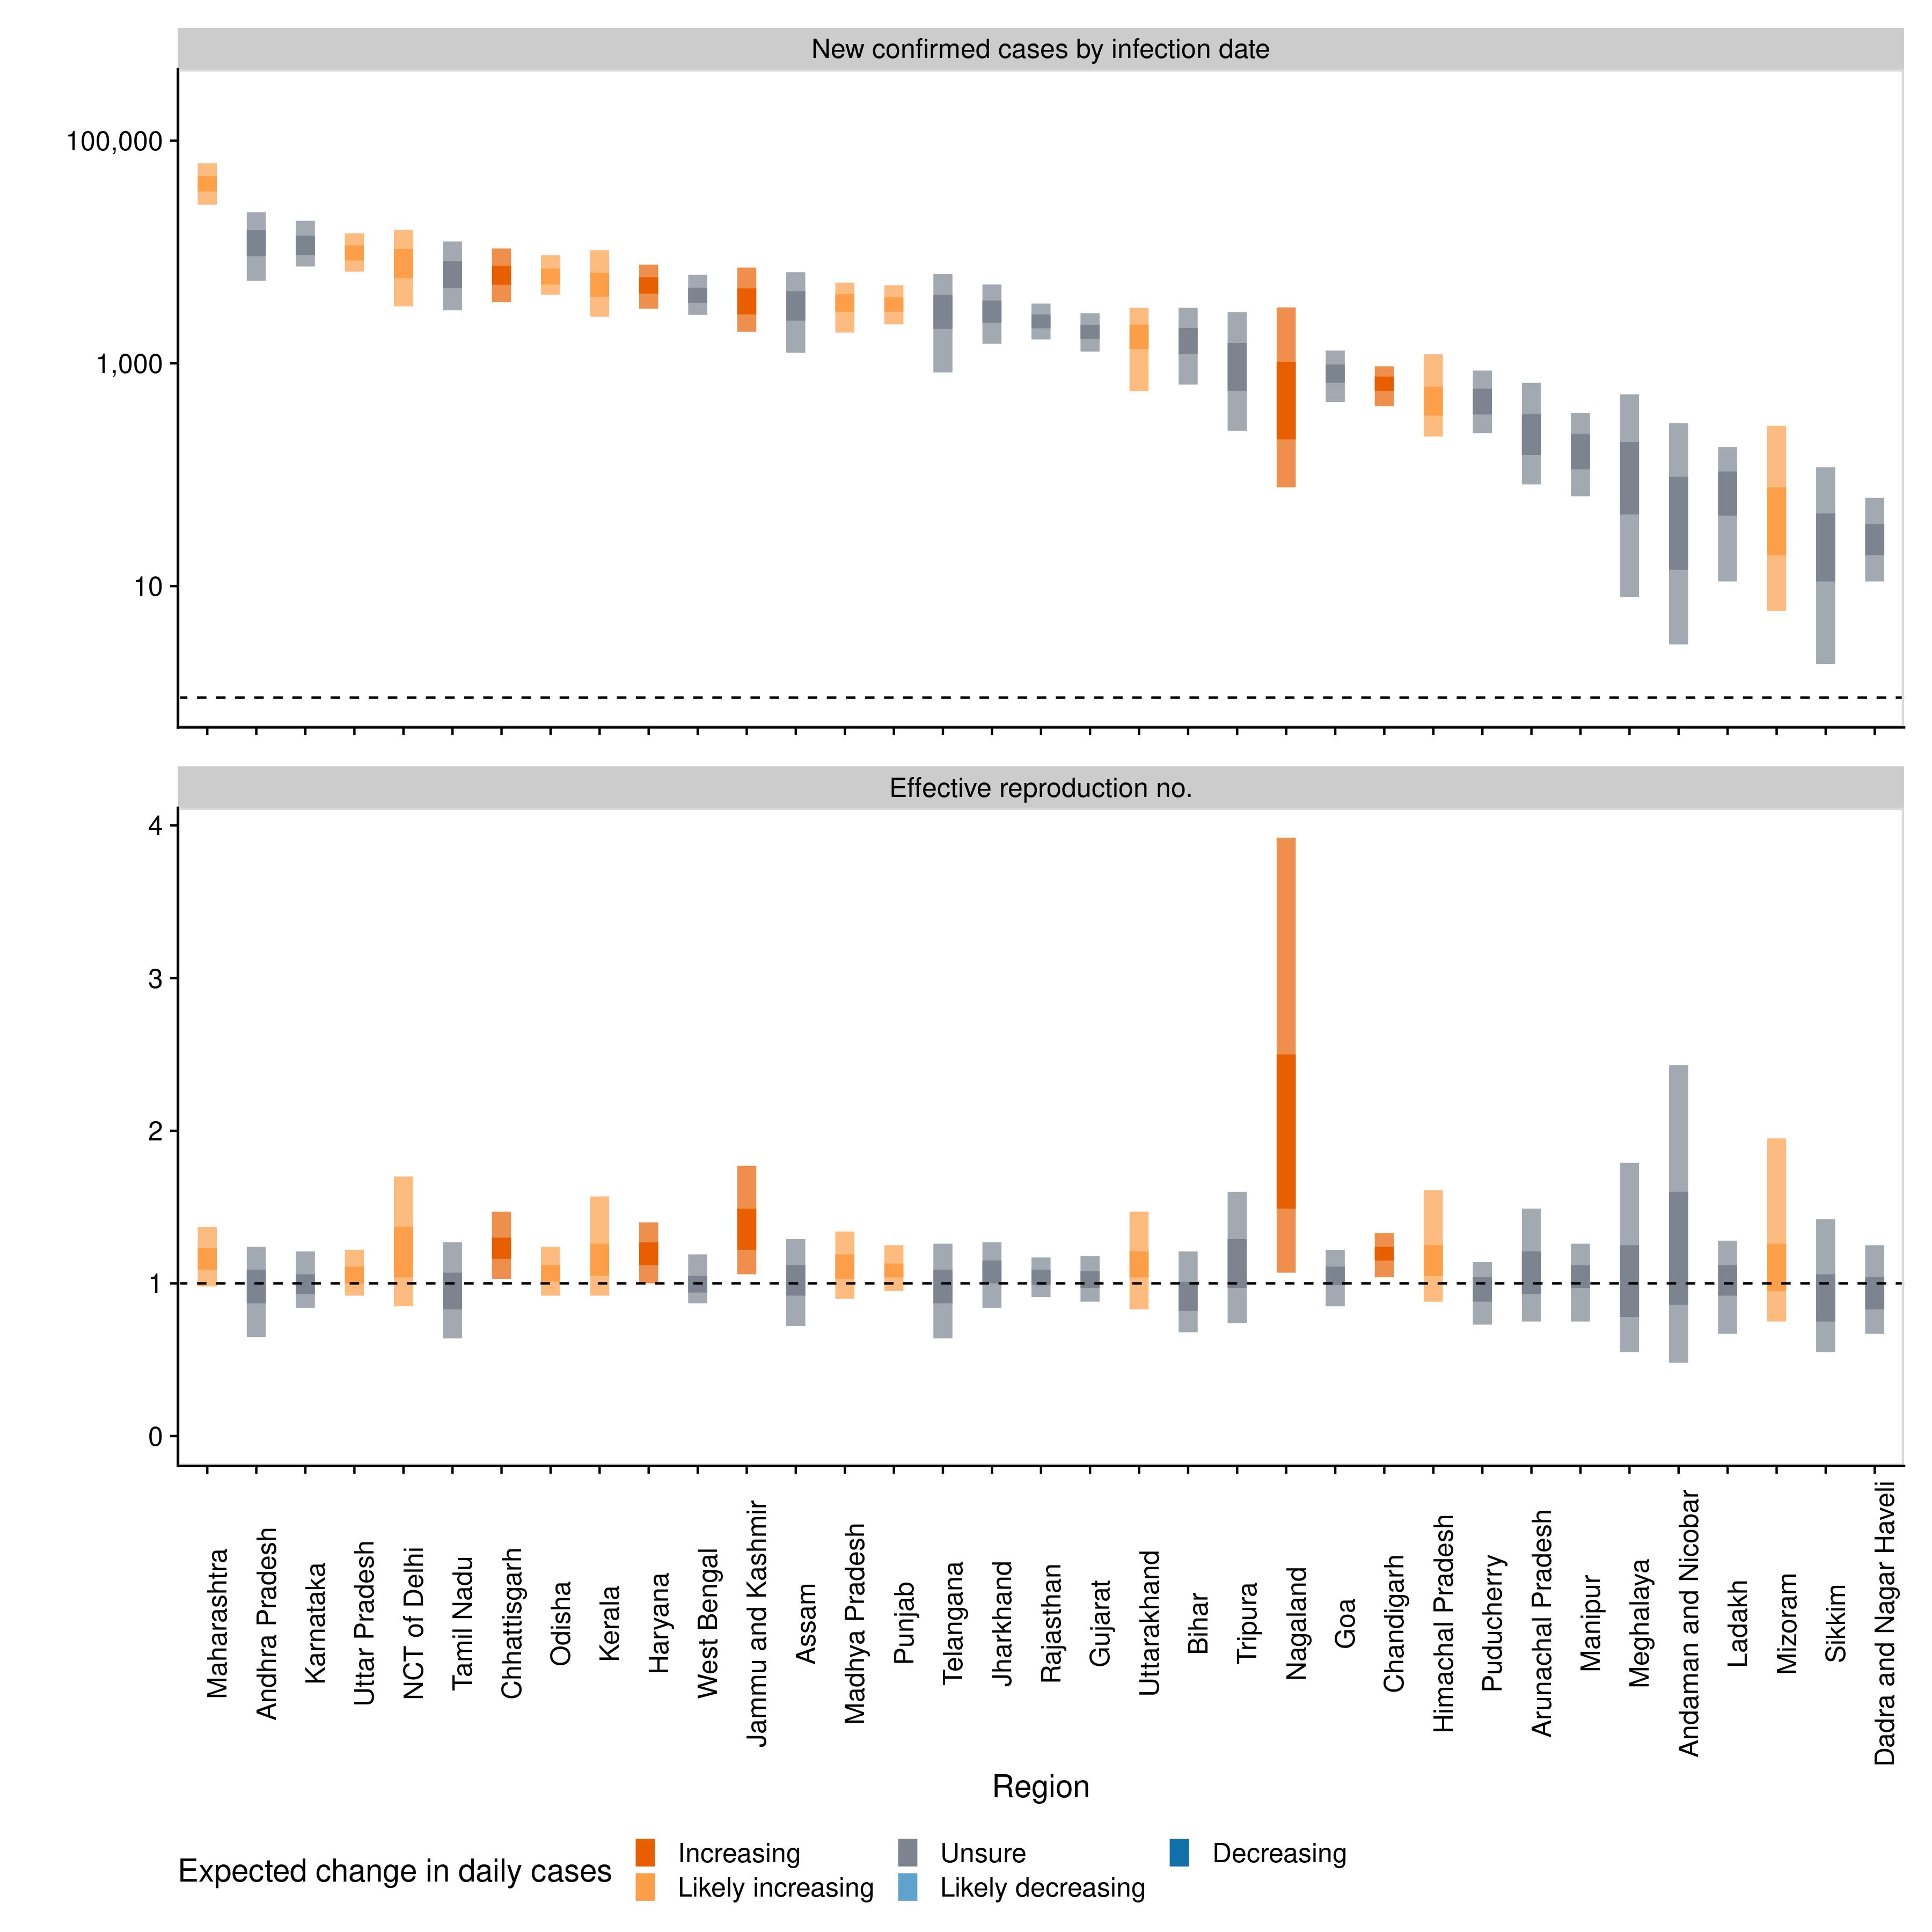 New confirmed cases by infection date
100,000
1,000
10
Effective reproduction no.
4
3
2
1
0
Maharashtra
Andhra Pradesh
Karnataka
Uttar Pradesh
NCT of Delhi
Tamil Nadu
Chhattisgarh
Odisha
Kerala
Haryana
West Bengal
Jammu and Kashmir
Assam
Madhya Pradesh
Punjab
Telangana
Jharkhand
Rajasthan
Gujarat
Uttarakhand
Bihar
Tripura
Nagaland
Goa
Chandigarh
Himachal Pradesh
Puducherry
Arunachal Pradesh
Manipur
Meghalaya
Andaman and Nicobar
Ladakh
Mizoram
Sikkim
Dadra and Nagar Haveli
Region
Expected change in daily cases
Increasing
Likely increasing
Unsure
Likely decreasing
Decreasing